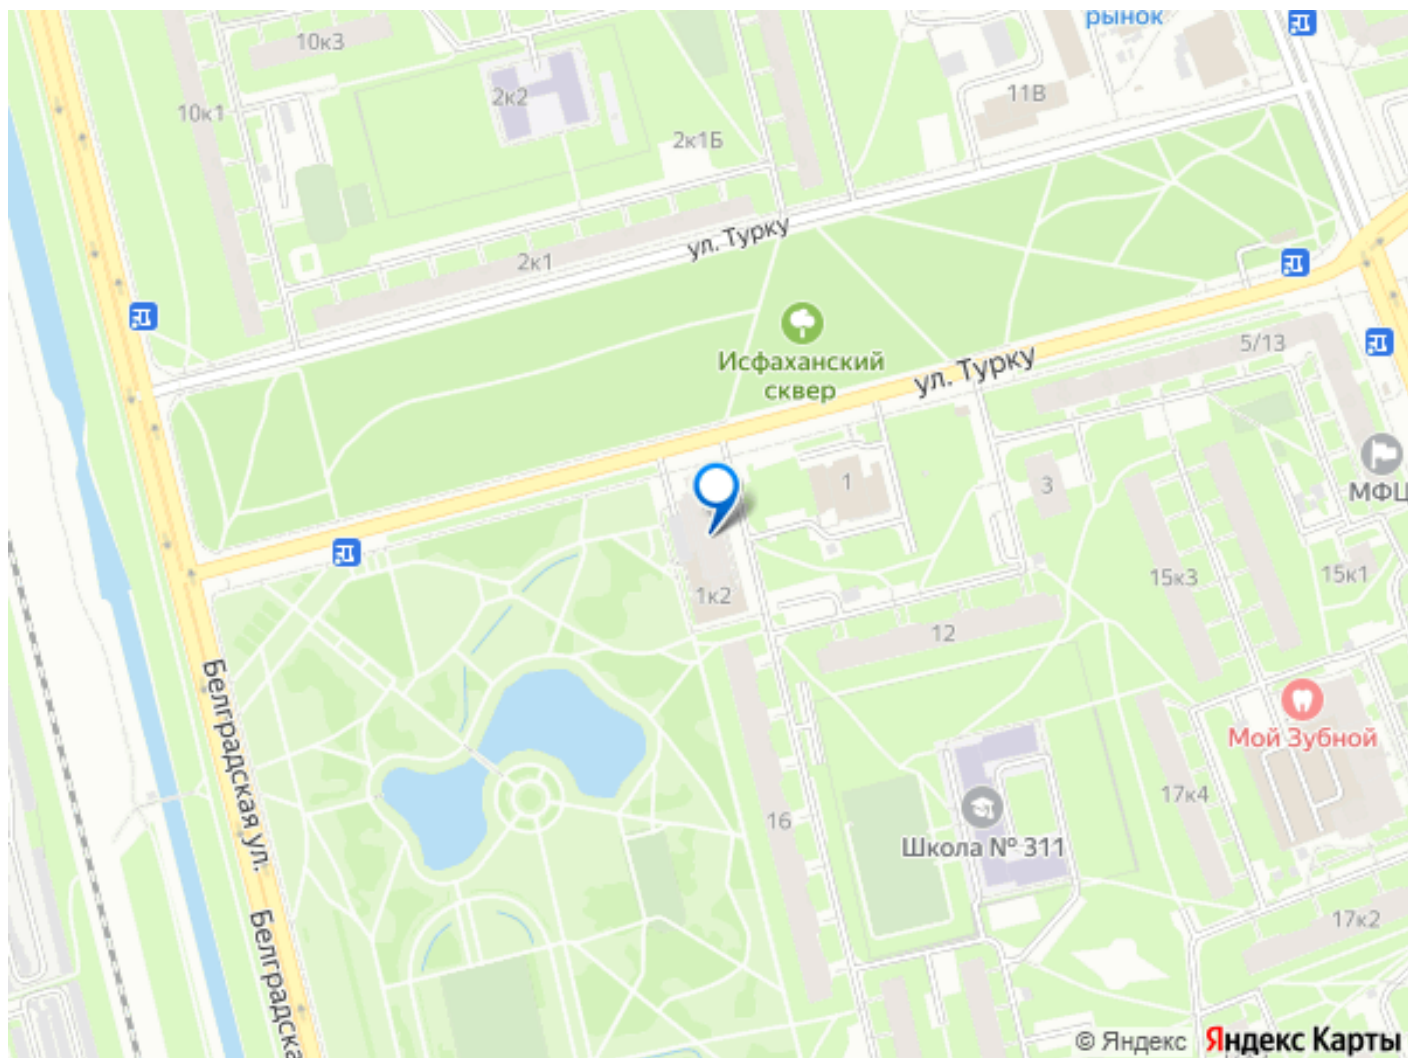 рынок
10к3
2к2
10к1
11В
2к1Б
ул. Турку
2к1
Исфаханский
сквер
ул. Турку
5/13
МФЦ
1
3
1к2
15к3
15к1
12
Белградская ул.
Мой Зубной
17к4
16
Школа № 311
17к2
Белградска
© Яндекс
Яндекс Карты